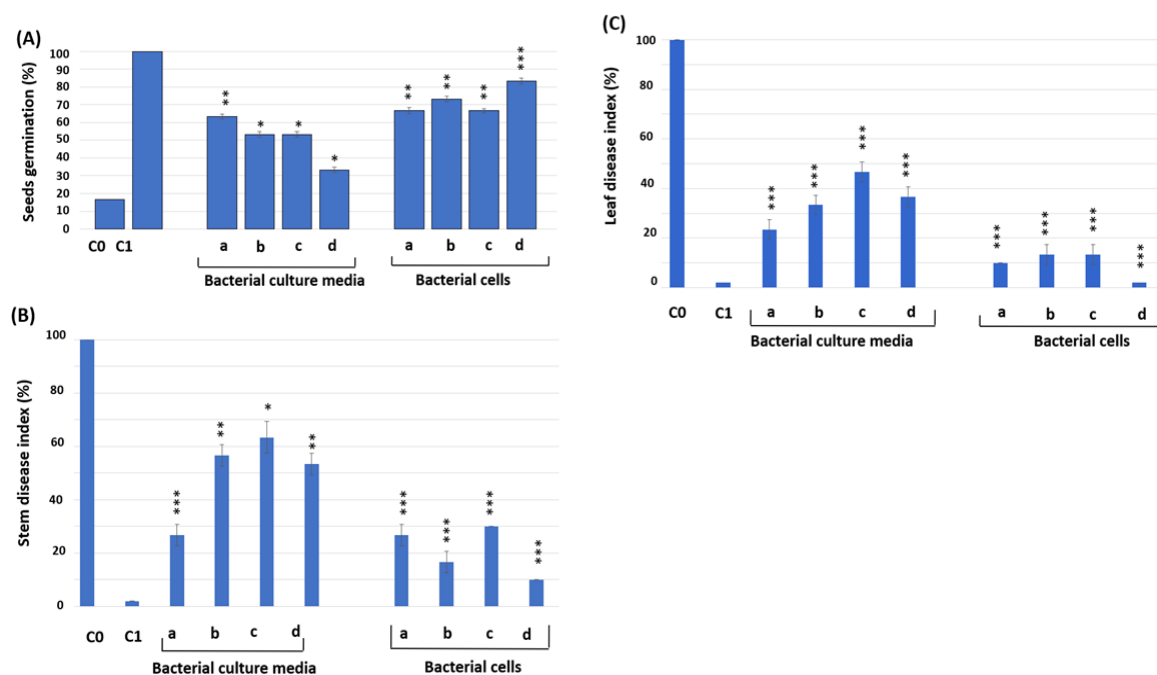 (A)
Seeds germination (%)
100
90
80
70
60
50
40
30
20
10
0
C0 C1
**
*
*
*
**
**
**
***
a b c d
a b c d
Bacterial culture media
Bacterial cells
(B)
Stem disease index (%)
100
80
60
40
20
0
***
**
*
**
***
***
***
***
C0 C1 a b c d
a b c d
Bacterial culture media
Bacterial cells
(C)
Leaf disease index (%)
100
80
60
40
20
0
***
***
***
***
***
***
***
***
C0 C1 a b c d
a b c d
Bacterial culture media
Bacterial cells